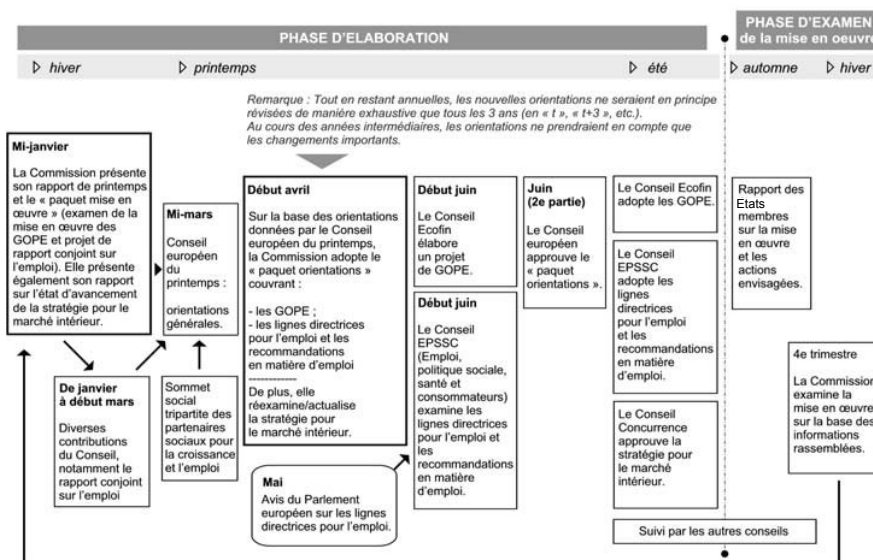 PHASE D'ELABORATION
PHASE D'EXAMEN
de la mise en oeuvre
hiver
printemps
été
automne
hiver
Remarque : Tout en restant annuelles, les nouvelles orientations ne seraient en principe
révisées de manière exhaustive que tous les 3 ans (en « t », « t+3 », etc.).
Au cours des années intermédiaires, les orientations ne prendraient en compte que
les changements importants.
Mi-janvier
La Commission présente
son rapport de printemps
et le « paquet mise en
œuvre » (examen de la
mise en œuvre des
GOPE et projet de
rapport conjoint sur
l'emploi). Elle présente
également son rapport
sur l'état d'avancement
de la stratégie pour le
marché intérieur.
De janvier
à début mars
Diverses
contributions
du Conseil,
notamment le
rapport conjoint
sur l'emploi
Mi-mars
Conseil
européen
du
printemps :
orientations
générales.
Sommet
social
tripartite des
partenaires
sociaux pour
la croissance
et l'emploi
Début avril
Sur la base des orientations
données par le Conseil
européen du printemps,
la Commission adopte le
« paquet orientations »
couvrant :
- les GOPE ;
- les lignes directrices
pour l'emploi et les
recommandations
en matière d'emploi
------------
De plus, elle
réexamine/actualise
la stratégie pour
le marché intérieur.
Mai
Avis du Parlement
européen sur les lignes
directrices pour l'emploi.
Début juin
Le Conseil
Ecofin
élabore
un projet
de GOPE.
Début juin
Le Conseil
EPSSC
(Emploi,
politique sociale,
santé et
consommateurs)
examine les
lignes directrices
pour l'emploi et
les
recommandations
en matière
d'emploi.
Juin
(2e partie)
Le Conseil
européen
approuve le
« paquet
orientations ».
Le Conseil Ecofin
adopte les GOPE.
Le Conseil
EPSSC
adopte les
lignes
directrices
pour l'emploi
et les
recommandations
en matière
d'emploi.
Le Conseil
Concurrence
approuve la
stratégie pour
le marché
intérieur.
Suivi par les autres conseils
Rapport des
Etats
membres
sur la mise
en œuvre
et les
actions
envisagées.
4e trimestre
La Commission
examine la
mise en œuvre
sur la base des
informations
rassemblées.